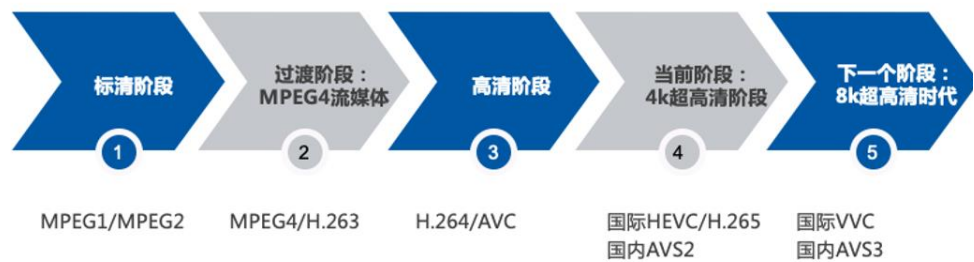 标清阶段
过渡阶段：
MPEG4流媒体
高清阶段
当前阶段：
4k超高清阶段
下一个阶段：
8k超高清时代
1
2
3
4
5
MPEG1/MPEG2
MPEG4/H.263
H.264/AVC
国际HEVC/H.265
国内AVS2
国际VVC
国内AVS3